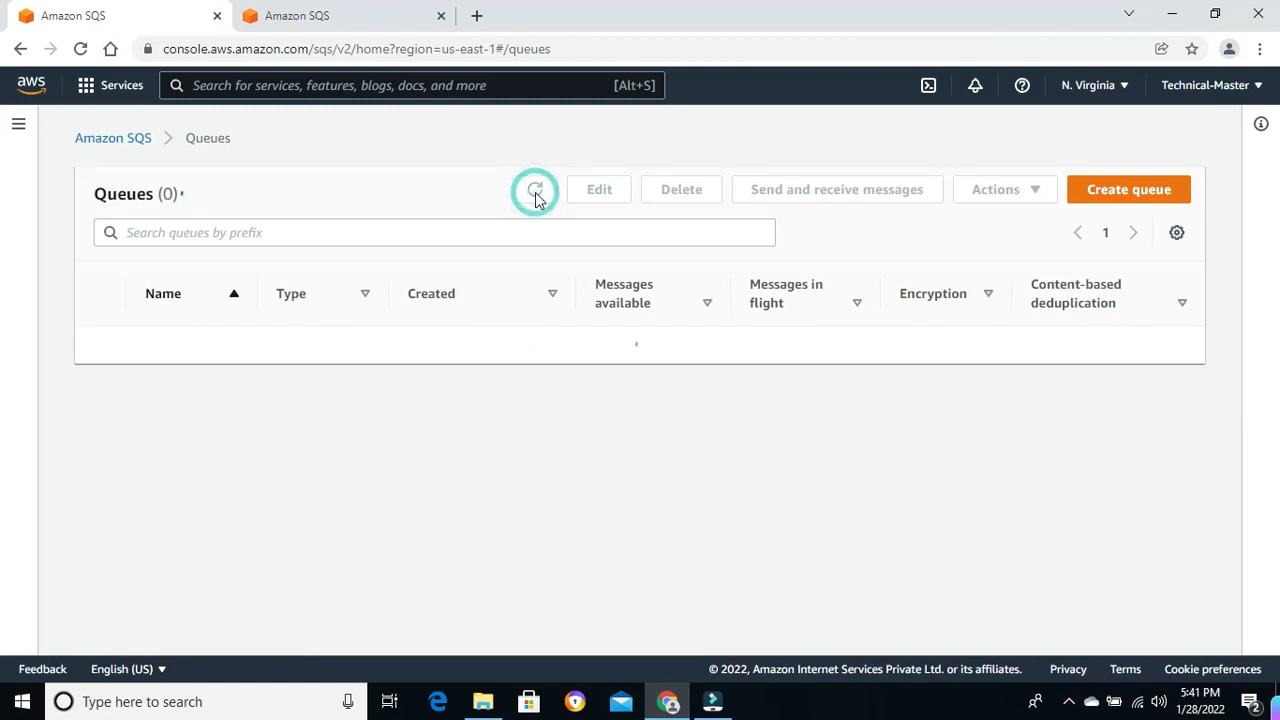 Amazon SQS
Amazon SQS
console.aws.amazon.com/sqs/v2/home?region=us-east-1#/queues
aws
Services
Search for services, features, blogs, docs, and more
[Alt+S]
N. Virginia
Technical-Master
Amazon SQS
Queues
Queues (0)
Edit
Delete
Send and receive messages
Actions
Create queue
Search queues by prefix
1
Name
Type
Created
Messages
available
Messages in
flight
Encryption
Content-based
deduplication
Feedback
English (US)
© 2022, Amazon Internet Services Private Ltd. or its affiliates.
Privacy
Terms
Cookie preferences
Type here to search
5:41 PM
1/28/2022
2